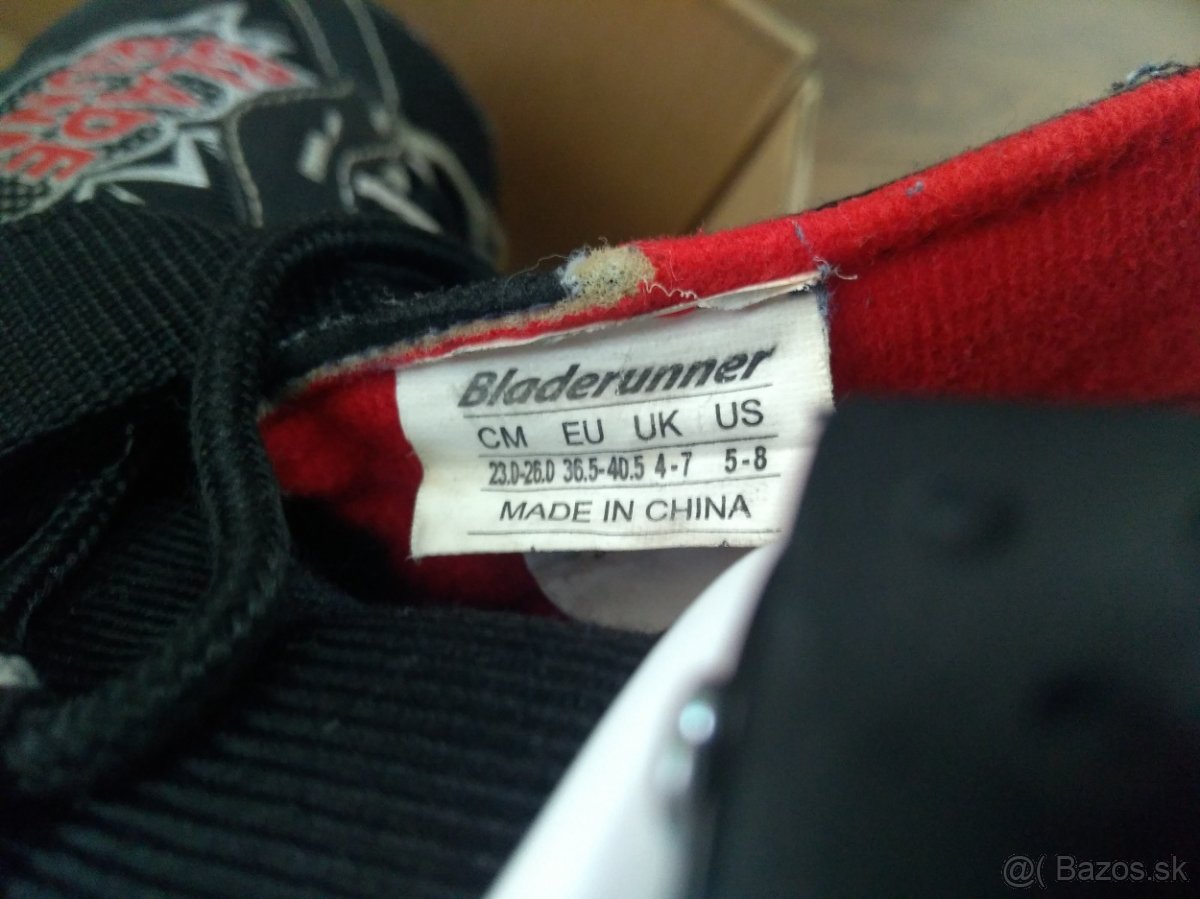 BLADE
Bladerunner
CM EU UK US
23.0-26.0 36.5-40.5 4-7 5-8
MADE IN CHINA
@( Bazos.sk